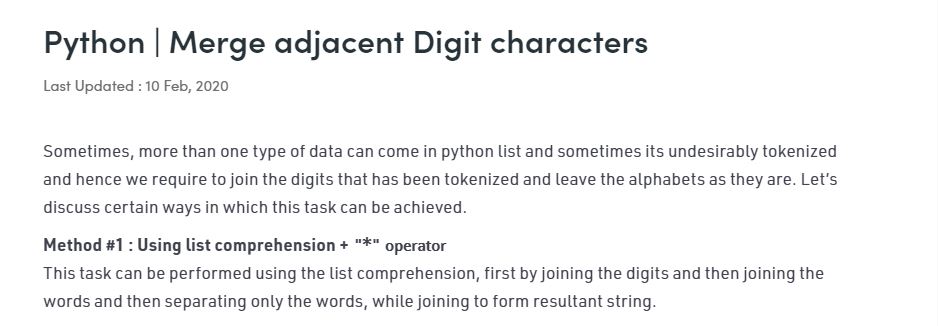 Python | Merge adjacent Digit characters
Last Updated : 10 Feb, 2020
Sometimes, more than one type of data can come in python list and sometimes its undesirably tokenized
and hence we require to join the digits that has been tokenized and leave the alphabets as they are. Let’s
discuss certain ways in which this task can be achieved.
Method #1 : Using list comprehension + "*" operator
This task can be performed using the list comprehension, first by joining the digits and then joining the
words and then separating only the words, while joining to form resultant string.